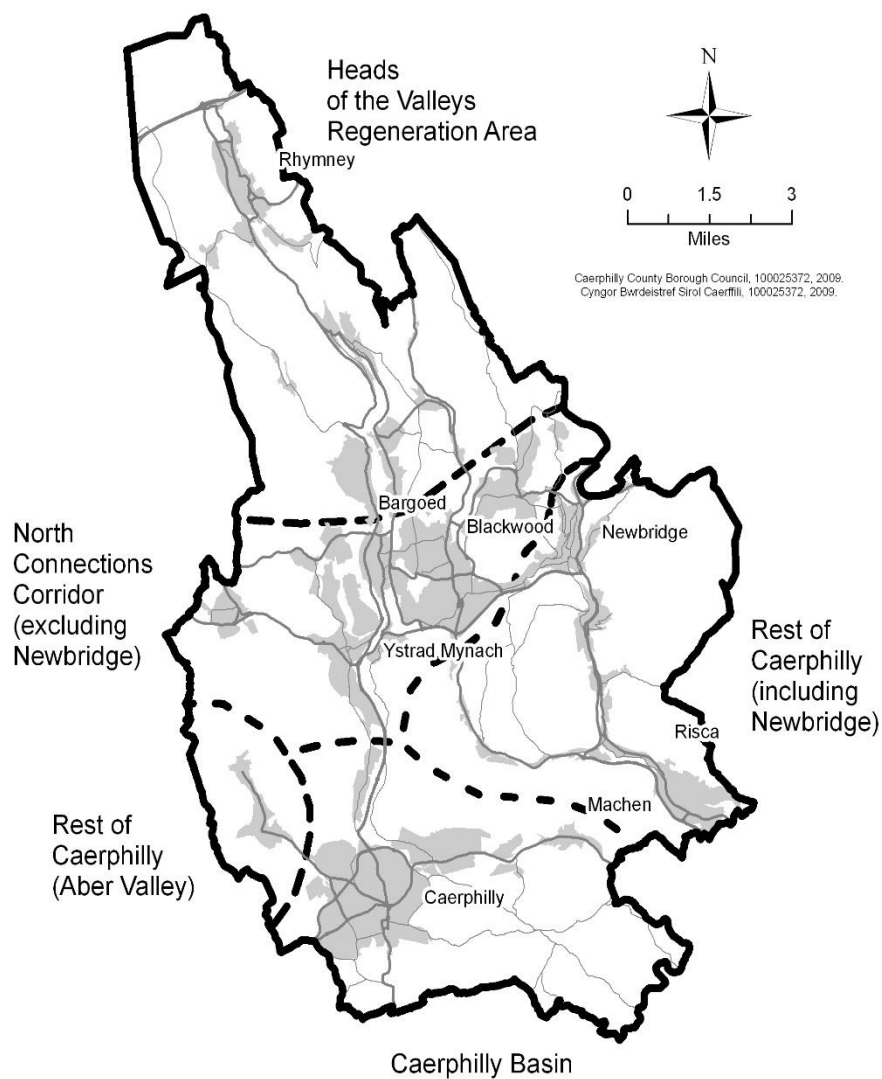 N
Heads
of the Valleys
Regeneration Area
Rhymney
0 1.5 3
Miles
Caerphilly County Borough Council, 100025372, 2009.
Cyngor Bwrdeistref Sirol Caerffili, 100025372, 2009.
Bargoed
Blackwood
Newbridge
North
Connections
Corridor
(excluding
Newbridge)
Ystrad Mynach
Rest of
Caerphilly
(including
Newbridge)
Risca
Machen
Rest of
Caerphilly
(Aber Valley)
Caerphilly
Caerphilly Basin